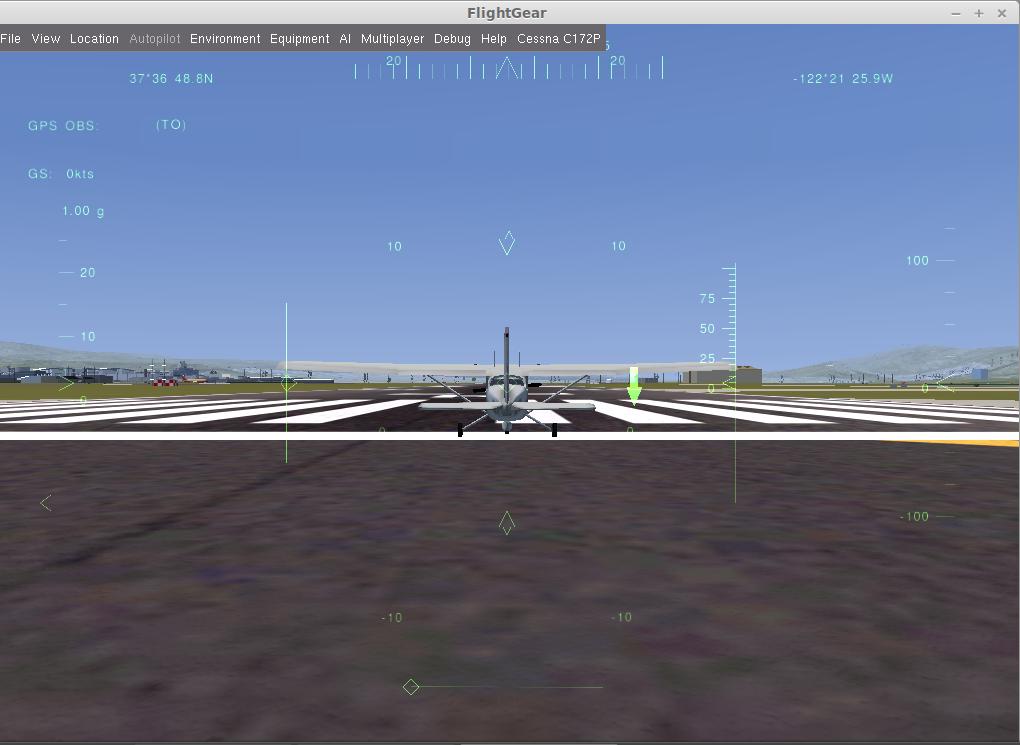 FlightGear
File View Location Autopilot Environment Equipment AI Multiplayer Debug Help Cessna C172P
20 20
37*36 48.8N -122*21 25.9W
GPS OBS: (TO)
GS: 0kts
1.00 g
10 10
100
20
75
50
10
25
0 0
0
0 0
-100
-10 -10